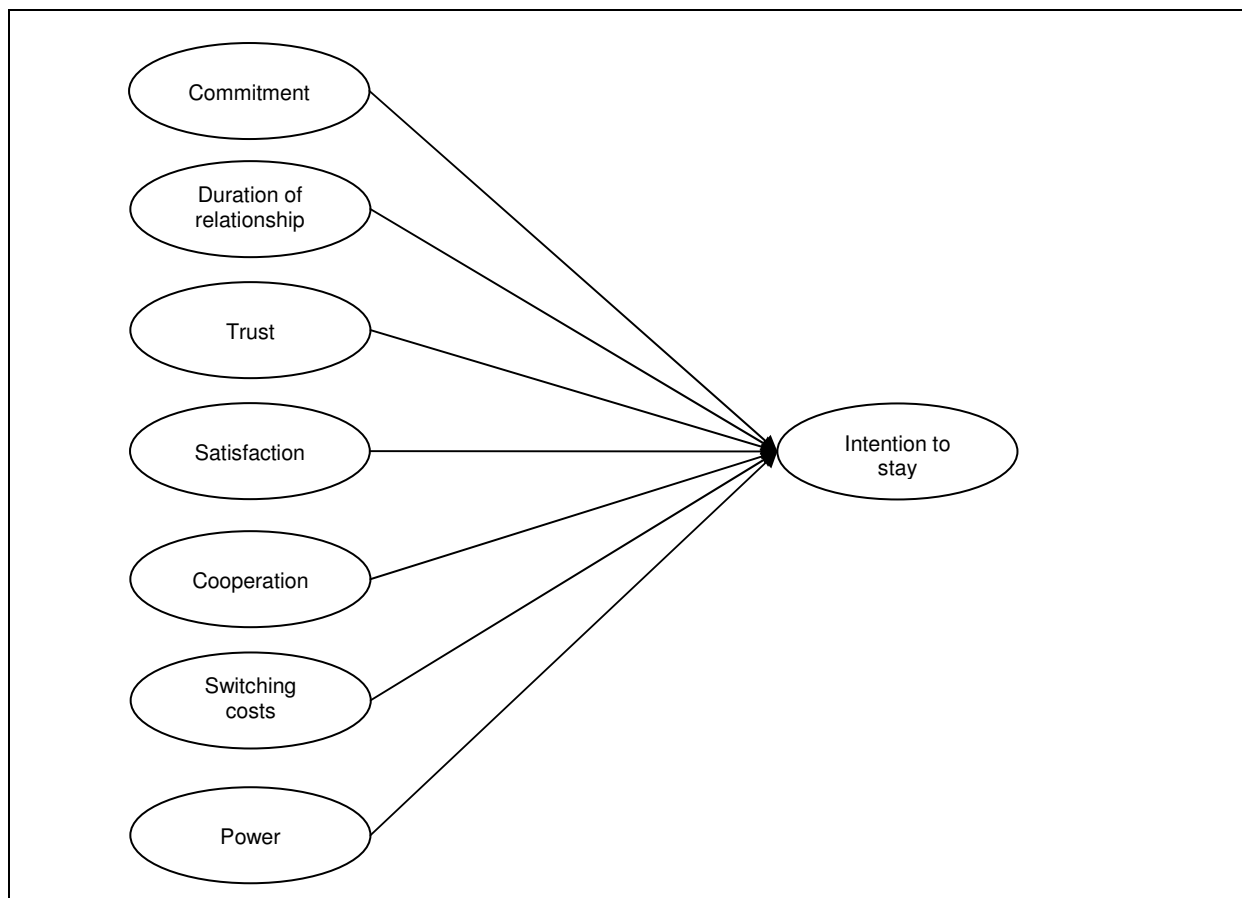 Commitment
Duration of
relationship
Trust
Satisfaction
Intention to
stay
Cooperation
Switching
costs
Power